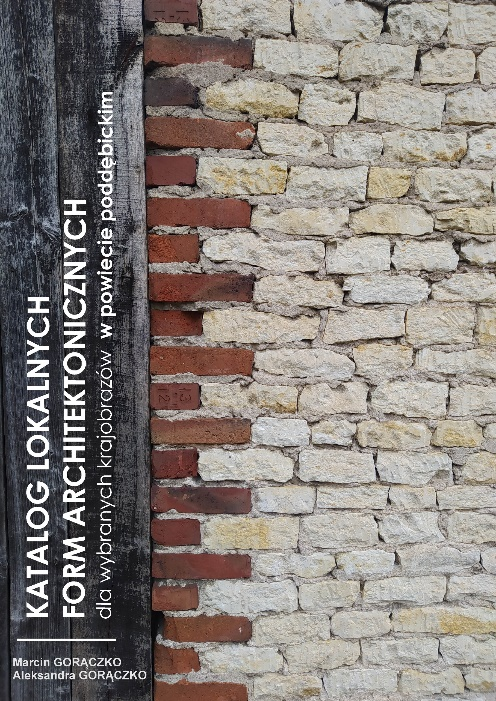 KATALOG LOKALNYCH
FORM ARCHITEKTONICZNYCH
dla wybranych krajobrazów w powiecie poddębickim
Marcin GORĄCZKO
Aleksandra GORĄCZKO